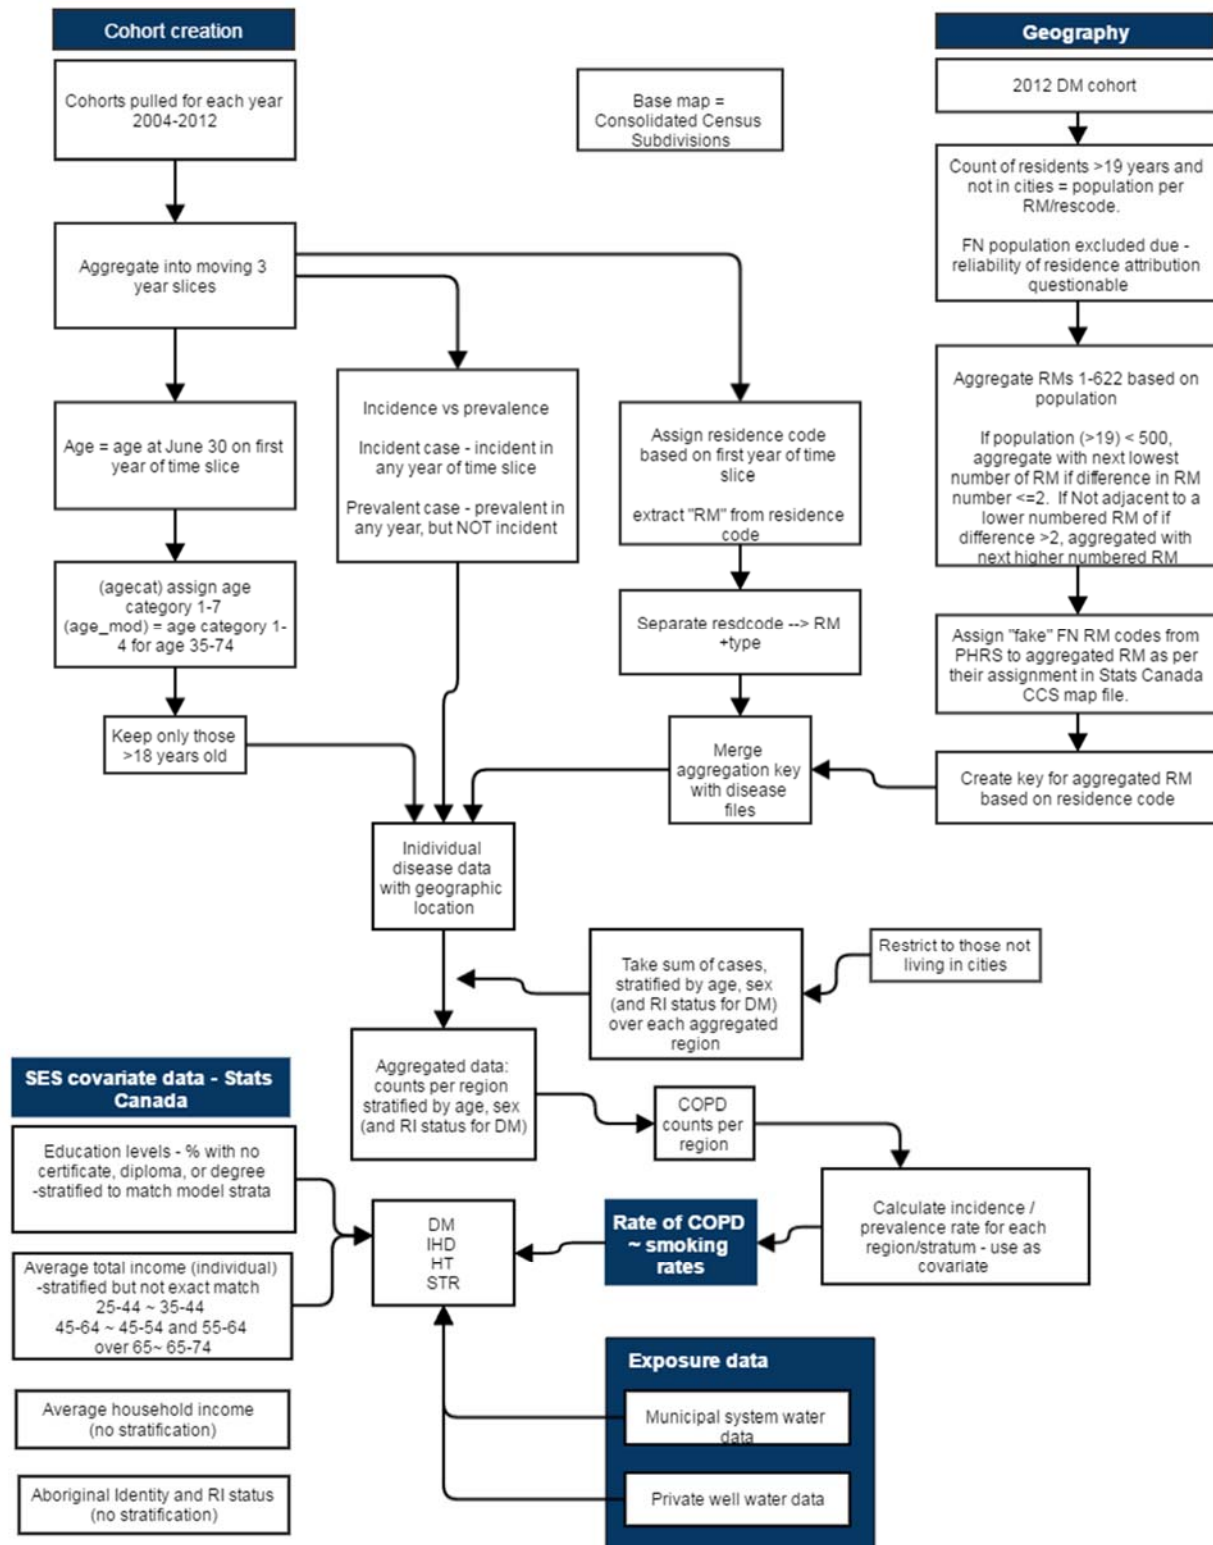 Cohort creation
Cohorts pulled for each year
2004-2012
Aggregate into moving 3
year slices
Age = age at June 30 on first
year of time slice
(agecat) assign age
category 1-7
(age_mod) = age category 1-
4 for age 35-74
Keep only those
>18 years old
Incidence vs prevalence
Incident case - incident in
any year of time slice
Prevalent case - prevalent in
any year, but NOT incident
Base map =
Consolidated Census
Subdivisions
Assign residence code
based on first year of time
slice
extract "RM" from residence
code
Separate resdcode --> RM
+type
Merge
aggregation key
with disease
files
Geography
2012 DM cohort
Count of residents >19 years and
not in cities = population per
RM/rescode.
FN population excluded due -
reliability of residence attribution
questionable
Aggregate RMs 1-622 based on
population
If population (>19) < 500,
aggregate with next lowest
number of RM if difference in RM
number <=2.  If Not adjacent to a
lower numbered RM of if
difference >2, aggregated with
next higher numbered RM
Assign "fake" FN RM codes from
PHRS to aggregated RM as per
their assignment in Stats Canada
CCS map file.
Create key for aggregated RM
based on residence code
Inidividual
disease data
with geographic
location
Take sum of cases,
stratified by age, sex
(and RI status for DM)
over each aggregated
region
Restrict to those not
living in cities
Aggregated data:
counts per region
stratified by age, sex
(and RI status for DM)
COPD
counts per
region
Calculate incidence /
prevalence rate for each
region/stratum - use as
covariate
Rate of COPD
~ smoking
rates
DM
IHD
HT
STR
SES covariate data - Stats
Canada
Education levels - % with no
certificate, diploma, or degree
-stratified to match model strata
Average total income (individual)
-stratified but not exact match
25-44 ~ 35-44
45-64 ~ 45-54 and 55-64
over 65~ 65-74
Average household income
(no stratification)
Aboriginal Identity and RI status
(no stratification)
Exposure data
Municipal system water
data
Private well water data